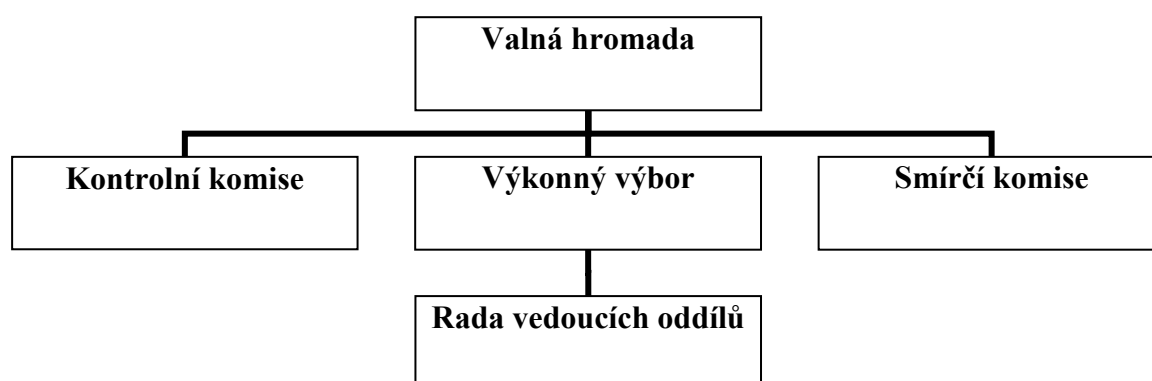 Valná hromada
Kontrolní komise
Výkonný výbor
Smírčí komise
Rada vedoucích oddílů